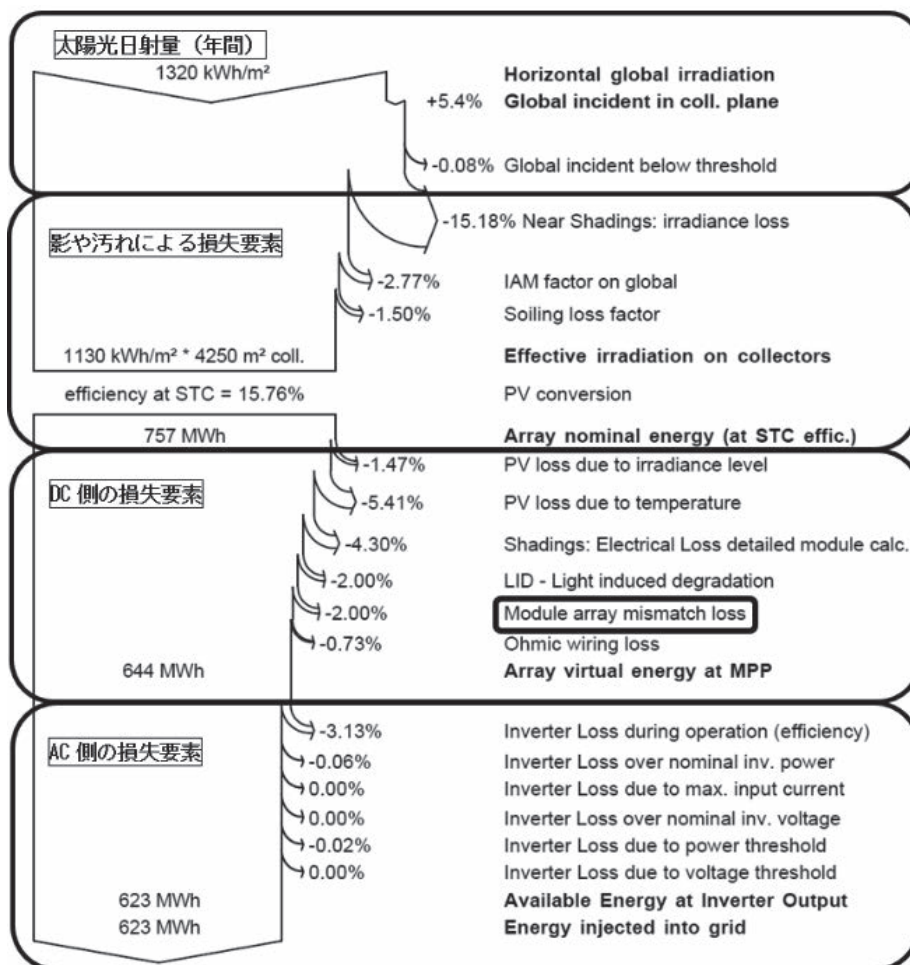 太陽光日射量（年間）
1320 kWh/m²
Horizontal global irradiation
+5.4% Global incident in coll. plane
-0.08% Global incident below threshold
-15.18% Near Shadings: irradiance loss
影や汚れによる損失要素
-2.77% IAM factor on global
-1.50% Soiling loss factor
1130 kWh/m² * 4250 m² coll. Effective irradiation on collectors
efficiency at STC = 15.76% PV conversion
757 MWh Array nominal energy (at STC effic.)
-1.47% PV loss due to irradiance level
DC 側の損失要素
-5.41% PV loss due to temperature
-4.30% Shadings: Electrical Loss detailed module calc.
-2.00% LID - Light induced degradation
-2.00% Module array mismatch loss
-0.73% Ohmic wiring loss
644 MWh Array virtual energy at MPP
-3.13% Inverter Loss during operation (efficiency)
AC 側の損失要素
-0.06% Inverter Loss over nominal inv. power
0.00% Inverter Loss due to max. input current
0.00% Inverter Loss over nominal inv. voltage
-0.02% Inverter Loss due to power threshold
0.00% Inverter Loss due to voltage threshold
623 MWh Available Energy at Inverter Output
623 MWh Energy injected into grid